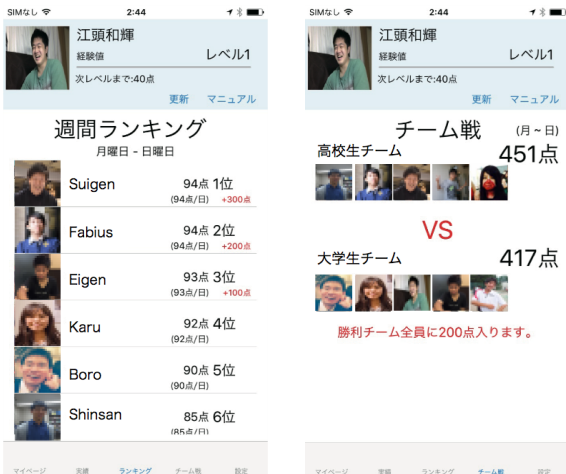 SIMなし 2:44
江頭和輝
経験値 レベル1
次レベルまで:40点
更新 マニュアル
週間ランキング
月曜日 - 日曜日
Suigen 94点 1位
(94点/日) +300点
Fabius 94点 2位
(94点/日) +200点
Eigen 93点 3位
(93点/日) +100点
Karu 92点 4位
(92点/日)
Boro 90点 5位
(90点/日)
Shinsan 85点 6位
(85点/日)
マイページ 実績 ランキング チーム戦 設定
SIMなし 2:44
江頭和輝
経験値 レベル1
次レベルまで:40点
更新 マニュアル
チーム戦 (月 ~ 日)
高校生チーム 451点
VS
大学生チーム 417点
勝利チーム全員に200点入ります。
マイページ 実績 ランキング チーム戦 設定